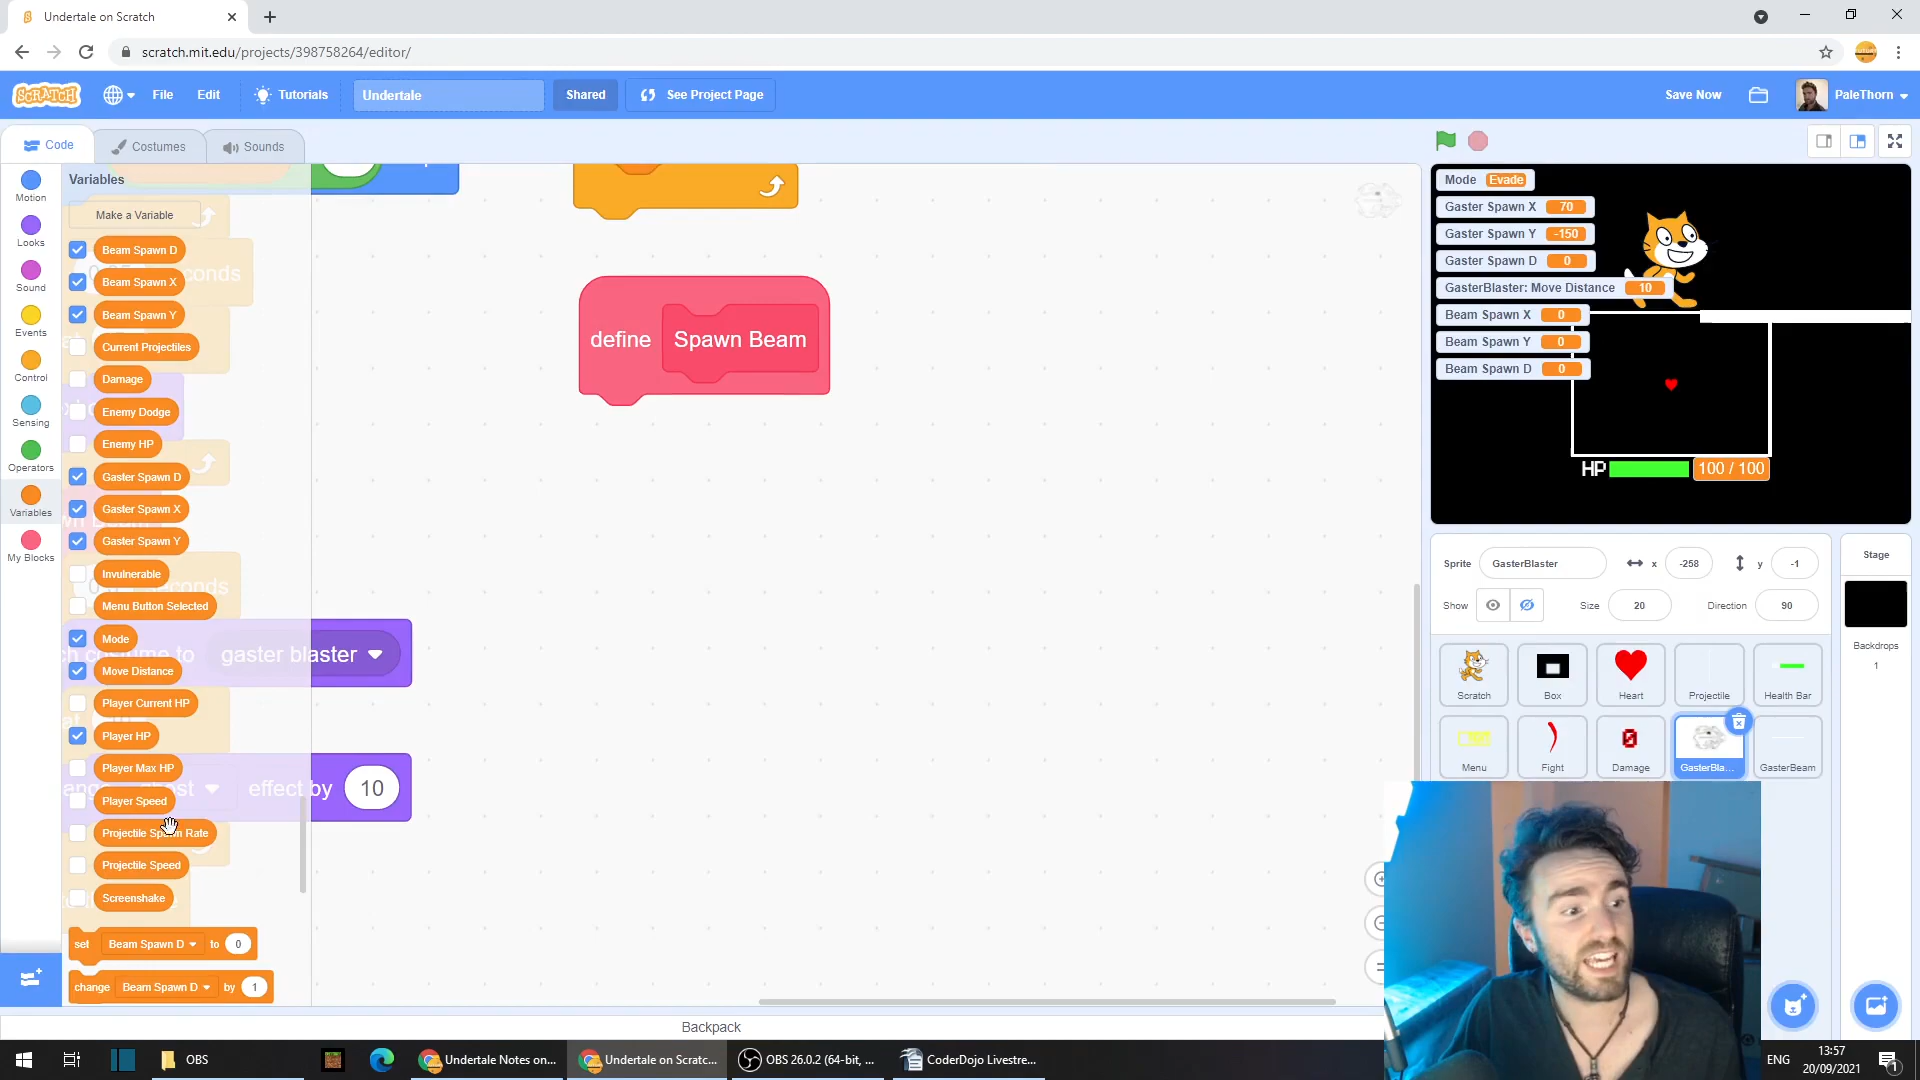 Undertale on Scratch
scratch.mit.edu/projects/398758264/editor/
SCRATCH
File
Edit
Tutorials
Undertale
Shared
See Project Page
Save Now
PaleThorn
Code
Costumes
Sounds
Motion
Looks
Sound
Events
Control
Sensing
Operators
Variables
My Blocks
Variables
Make a Variable
Beam Spawn D
Beam Spawn X
Beam Spawn Y
Current Projectiles
Damage
Enemy Dodge
Enemy HP
Gaster Spawn D
Gaster Spawn X
Gaster Spawn Y
Invulnerable
Menu Button Selected
Mode
Move Distance
Player Current HP
Player HP
Player Max HP
Player Speed
Projectile Spawn Rate
Projectile Speed
Screenshake
set Beam Spawn D to 0
change Beam Spawn D by 1
gaster blaster
effect by 10
define Spawn Beam
Mode Evade
Gaster Spawn X 70
Gaster Spawn Y -150
Gaster Spawn D 0
GasterBlaster: Move Distance 10
Beam Spawn X 0
Beam Spawn Y 0
Beam Spawn D 0
HP 100 / 100
Sprite GasterBlaster x -258 y -1
Show Size 20 Direction 90
Scratch
Box
Heart
Projectile
Health Bar
Menu
Fight
0
Damage
GasterBla...
GasterBeam
Stage
Backdrops
1
Backpack
OBS
Undertale Notes on...
Undertale on Scratc...
OBS 26.0.2 (64-bit, ...
CoderDojo Livestre...
ENG
13:57
20/09/2021
1